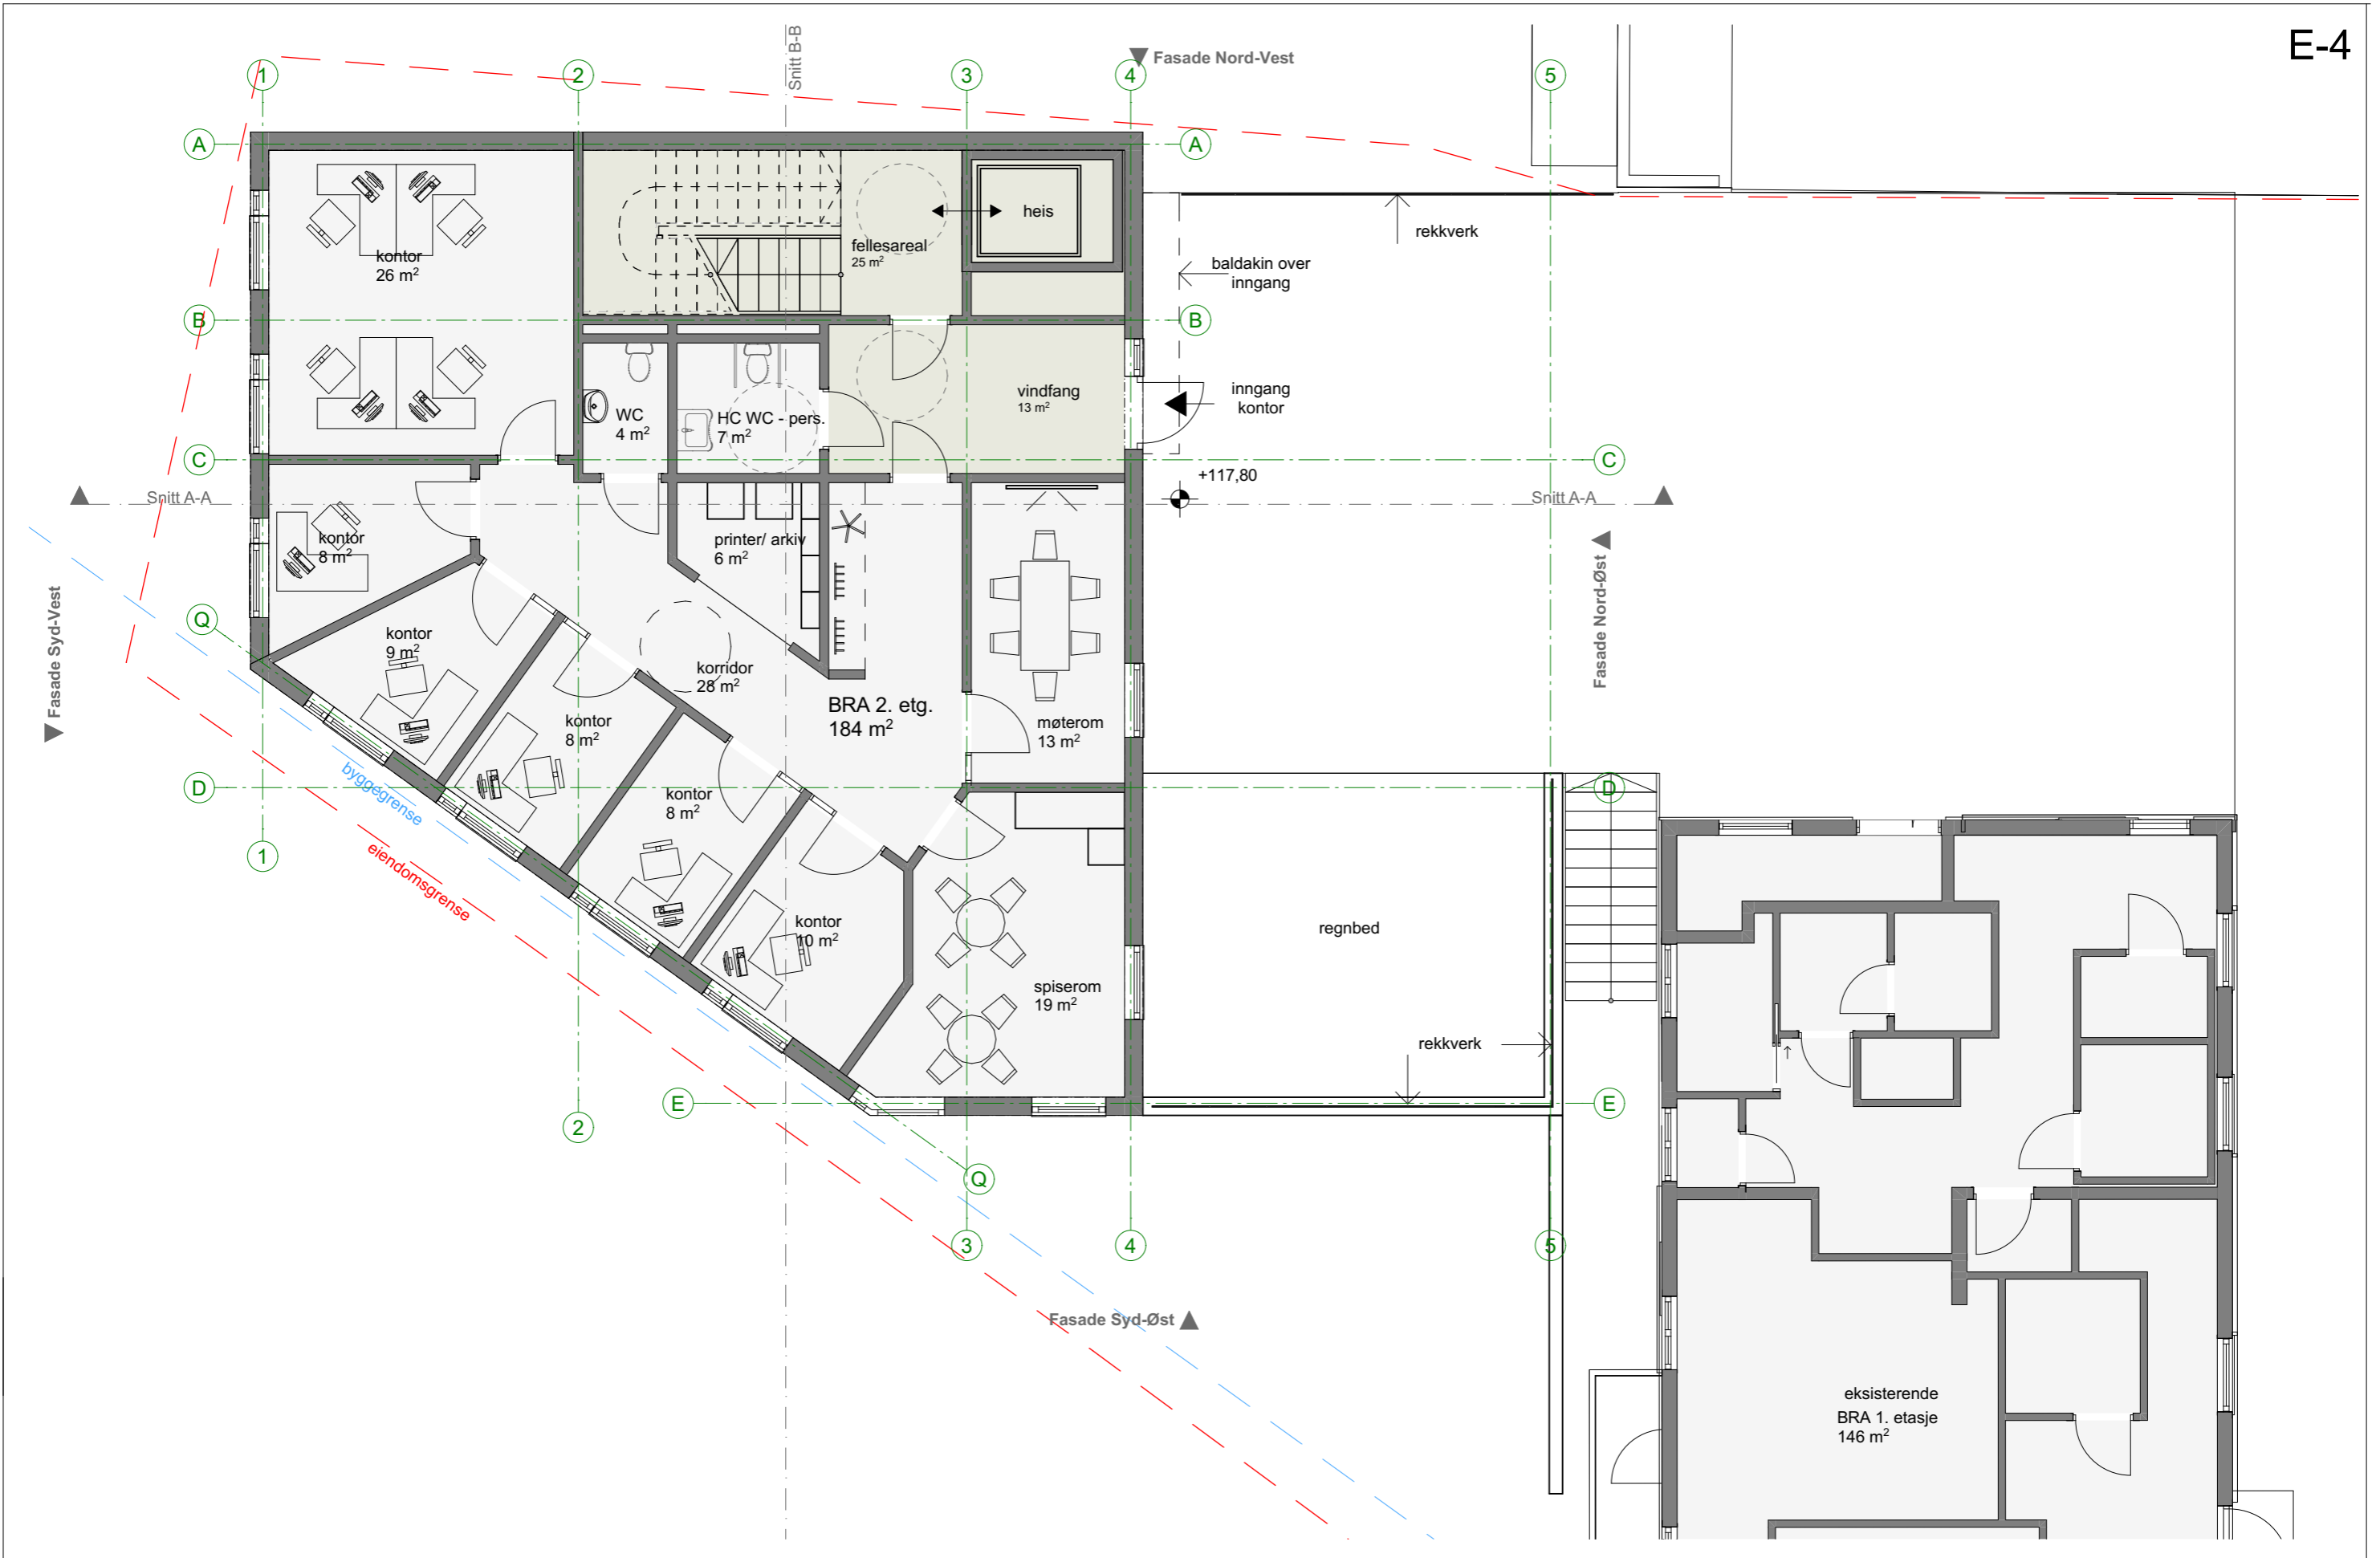 E-4
Snitt B-B
Fasade Nord-Vest
1
2
3
4
5
A
A
heis
rekkverk
fellesareal
25 m²
kontor
26 m²
baldakin over
inngang
B
B
vindfang
13 m²
inngang
kontor
WC
4 m²
HC WC - pers.
7 m²
C
C
+117,80
Snitt A-A
Snitt A-A
kontor
8 m²
printer/ arkiv
6 m²
Fasade Syd-Vest
Fasade Nord-Øst
Q
kontor
9 m²
korridor
28 m²
BRA 2. etg.
184 m²
kontor
8 m²
møterom
13 m²
byggegrense
D
D
kontor
8 m²
eiendomsgrense
1
kontor
10 m²
regnbed
spiserom
19 m²
rekkverk
E
E
2
Q
3
4
5
Fasade Syd-Øst
eksisterende
BRA 1. etasje
146 m²